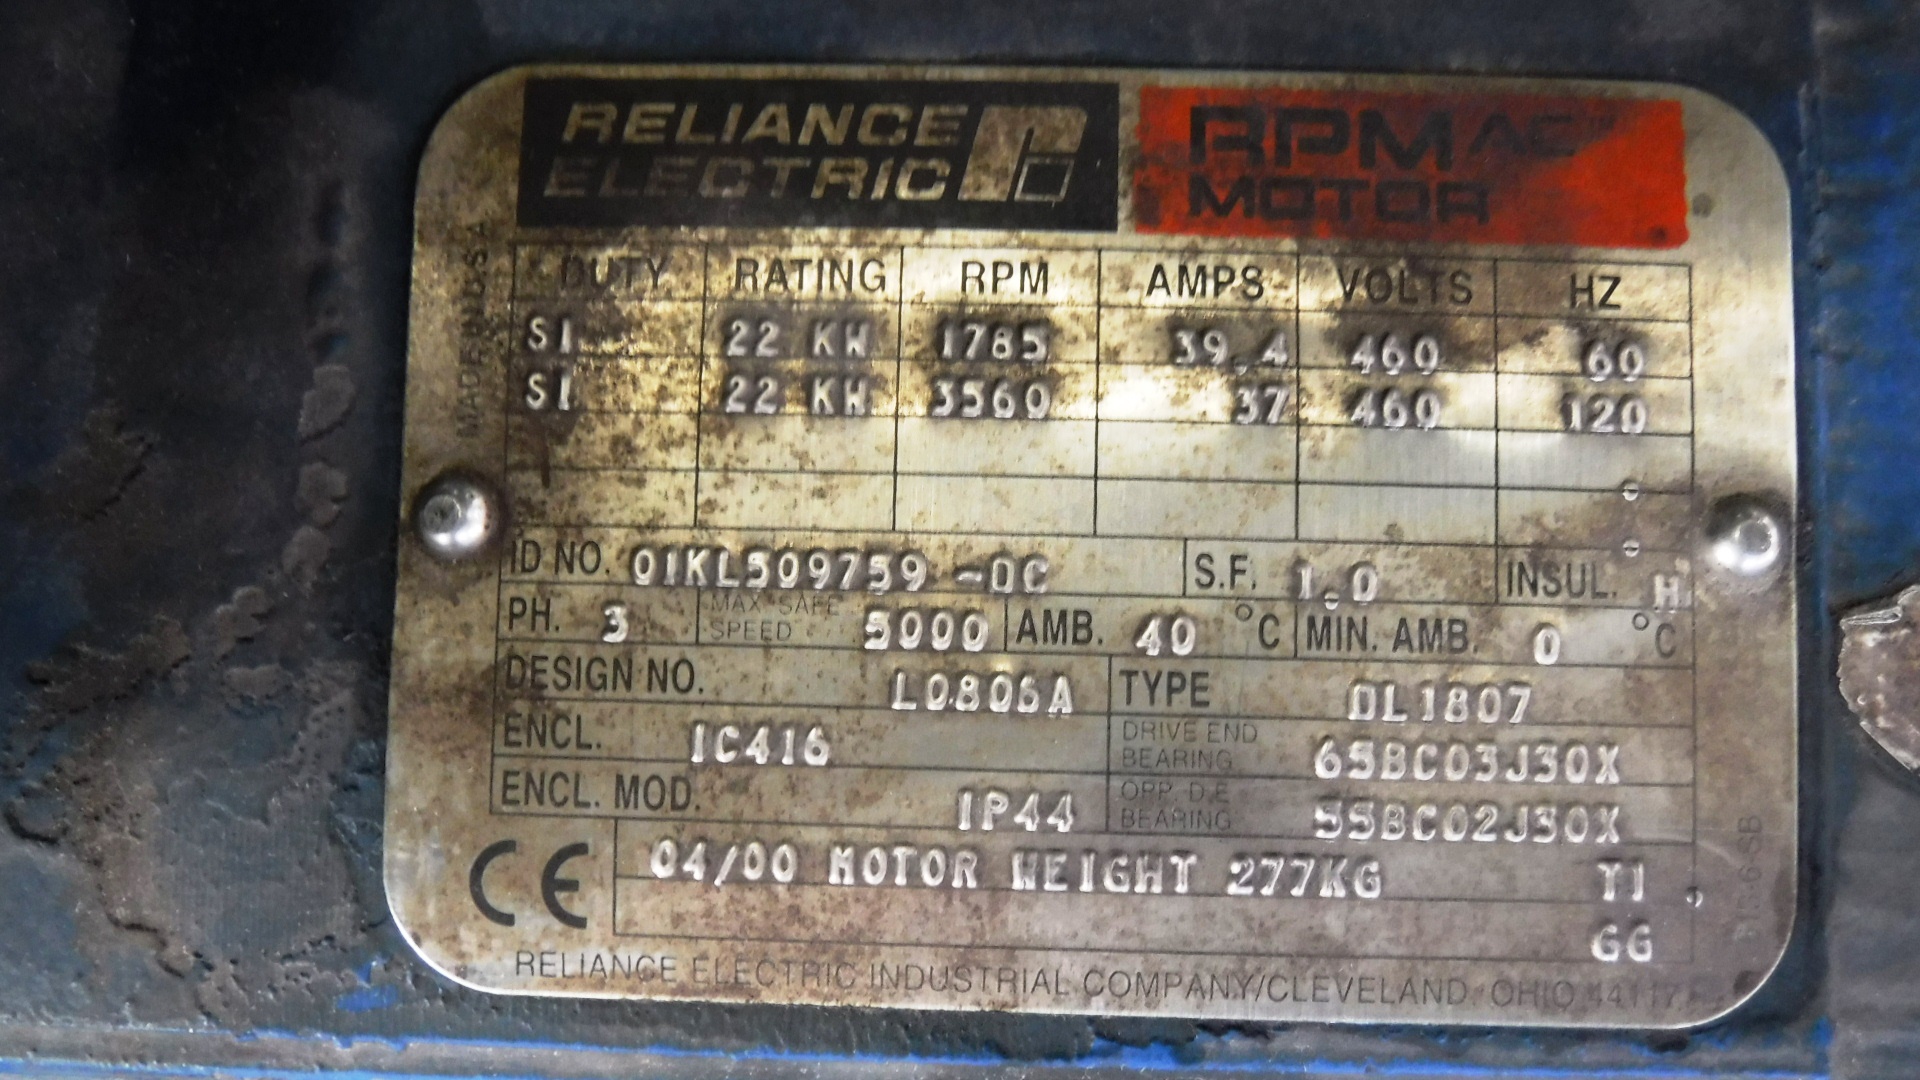 RELIANCE
ELECTRIC
RPM AC™
MOTOR
MADE IN U.S.A.
DUTY RATING RPM AMPS VOLTS HZ
S1 22 KW 1785 39.4 460 60
S1 22 KW 3560 37 460 120
ID NO. 01KL509759 -DC S.F. 1.0 INSUL. H
PH. 3 MAX SAFE SPEED 5000 AMB. 40 °C MIN. AMB. 0 °C
DESIGN NO. L0806A TYPE DL1807
ENCL. IC416 DRIVE END BEARING 65BC03J30X
ENCL. MOD. IP44 OPP. D.E BEARING 55BC02J30X
CE 04/00 MOTOR WEIGHT 277KG T1
GG
RELIANCE ELECTRIC INDUSTRIAL COMPANY/CLEVELAND, OHIO 44117